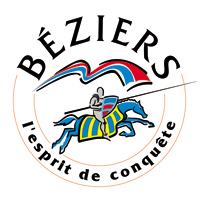 BÉZIERS
l'esprit de conquête